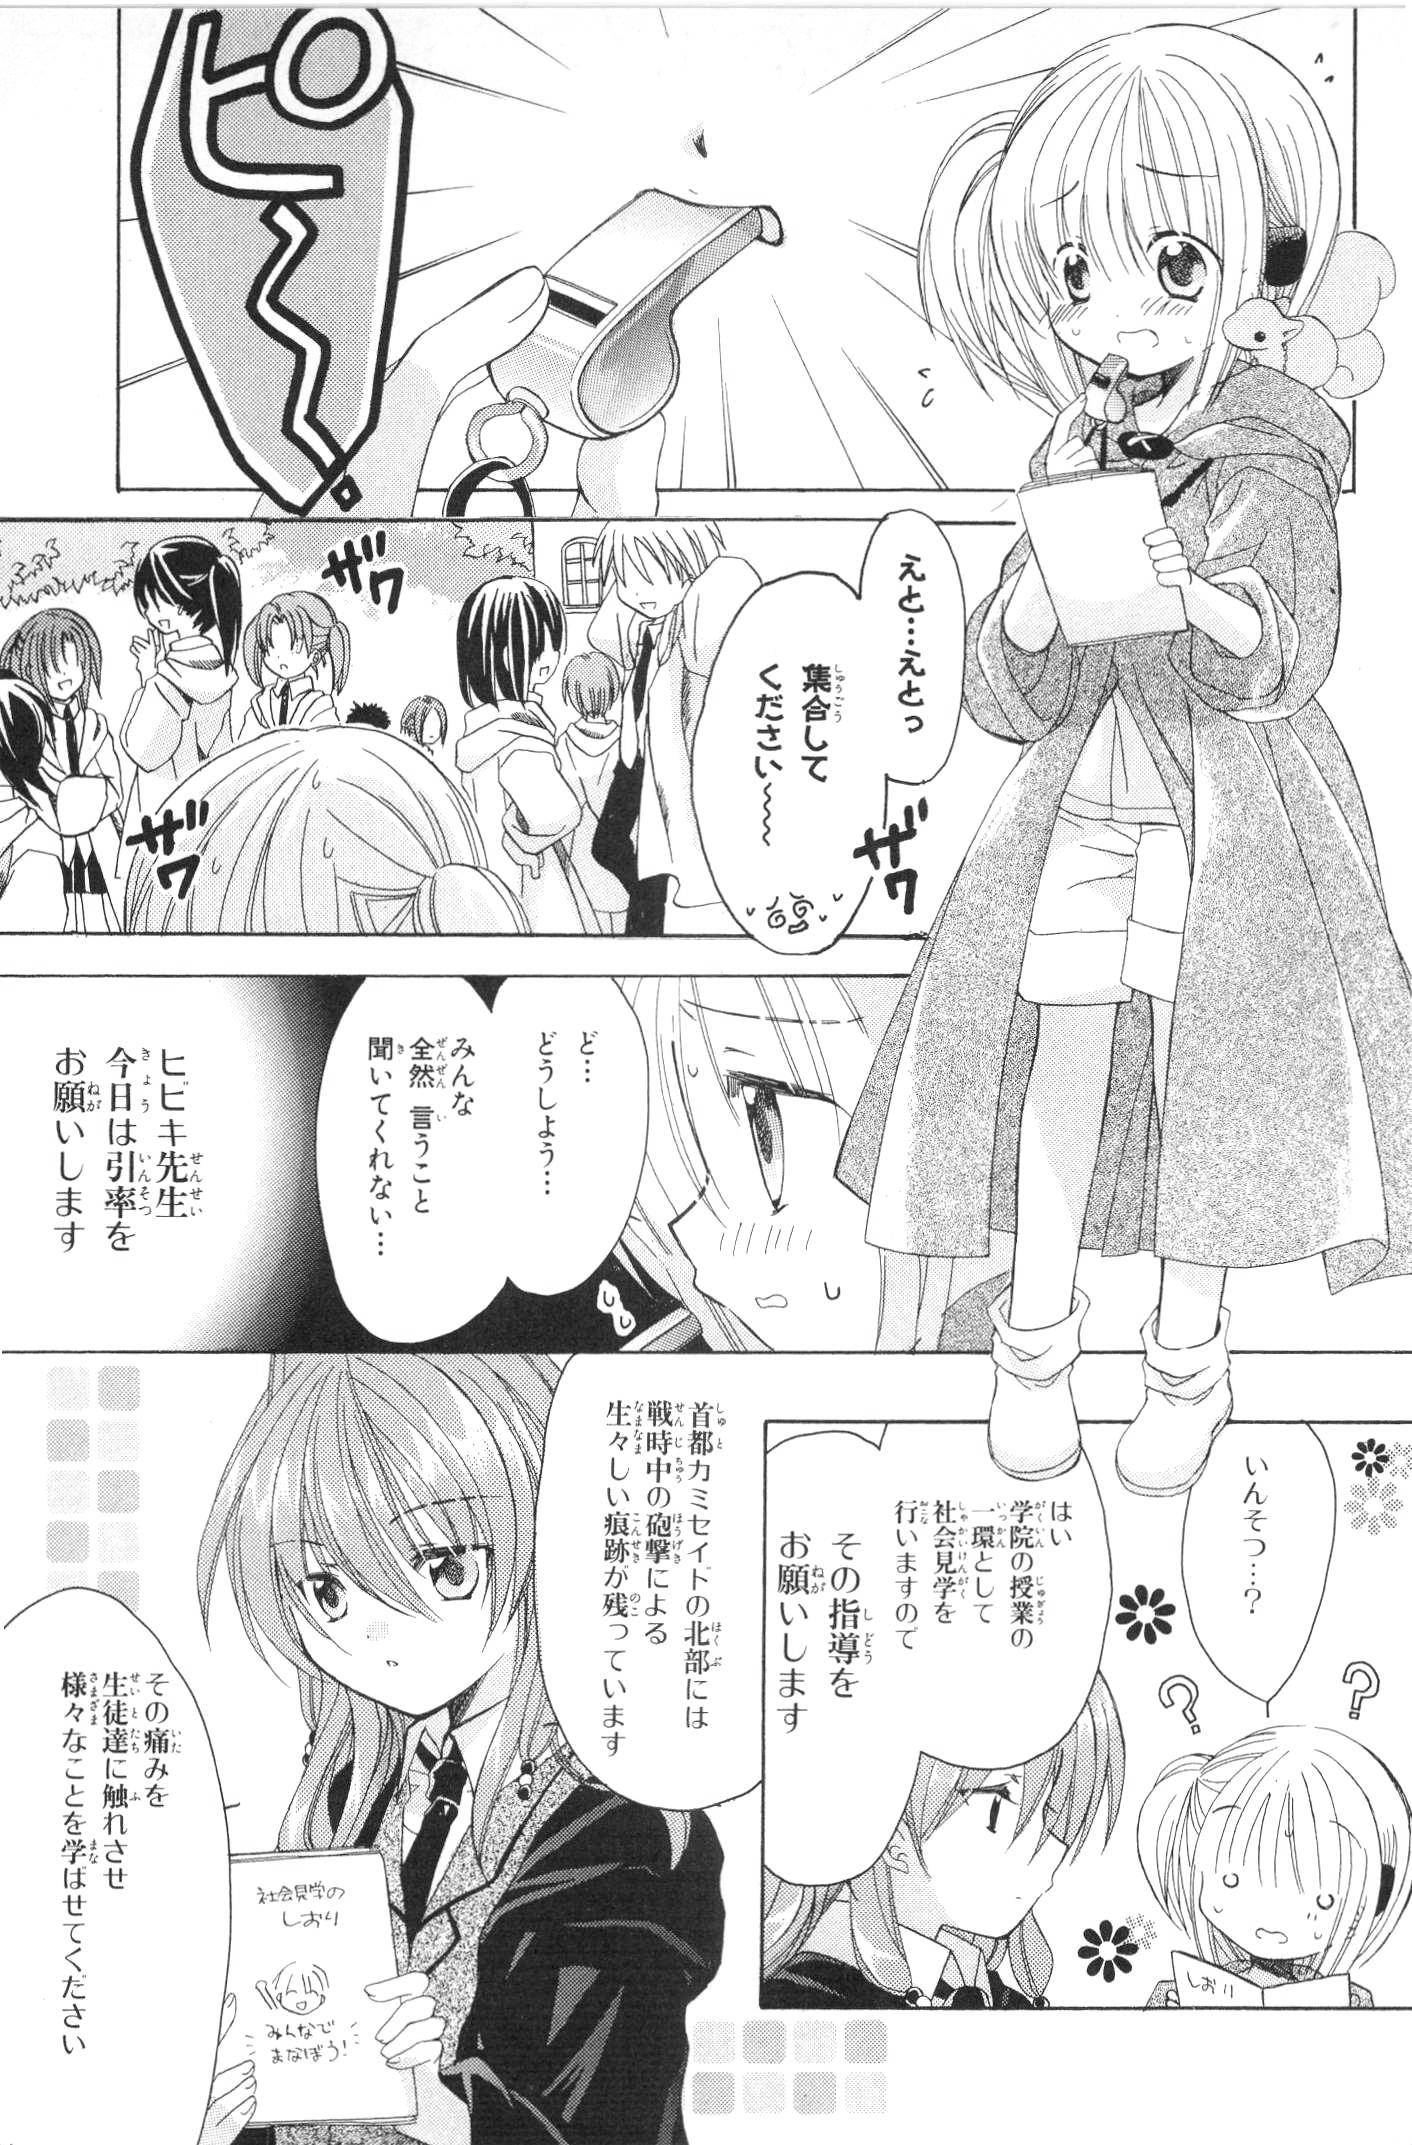 ピ〜っ
えと…えとっ
集合して
ください〜〜
ザワ
ザワ
ザワ
ど…
どうしよう…
みんな
全然 言うこと
聞いてくれない…
ヒビキ先生
今日は引率を
お願いします
いんそつ…?
?
?
しおり
はい
学院の授業の
一環として
社会見学を
行いますので
その指導を
お願いします
首都カミセイドの北部には
戦時中の砲撃による
生々しい痕跡が残っています
社会見学の
しおり
みんなで
まなぼう!
その痛みを
生徒達に触れさせ
様々なことを学ばせてください